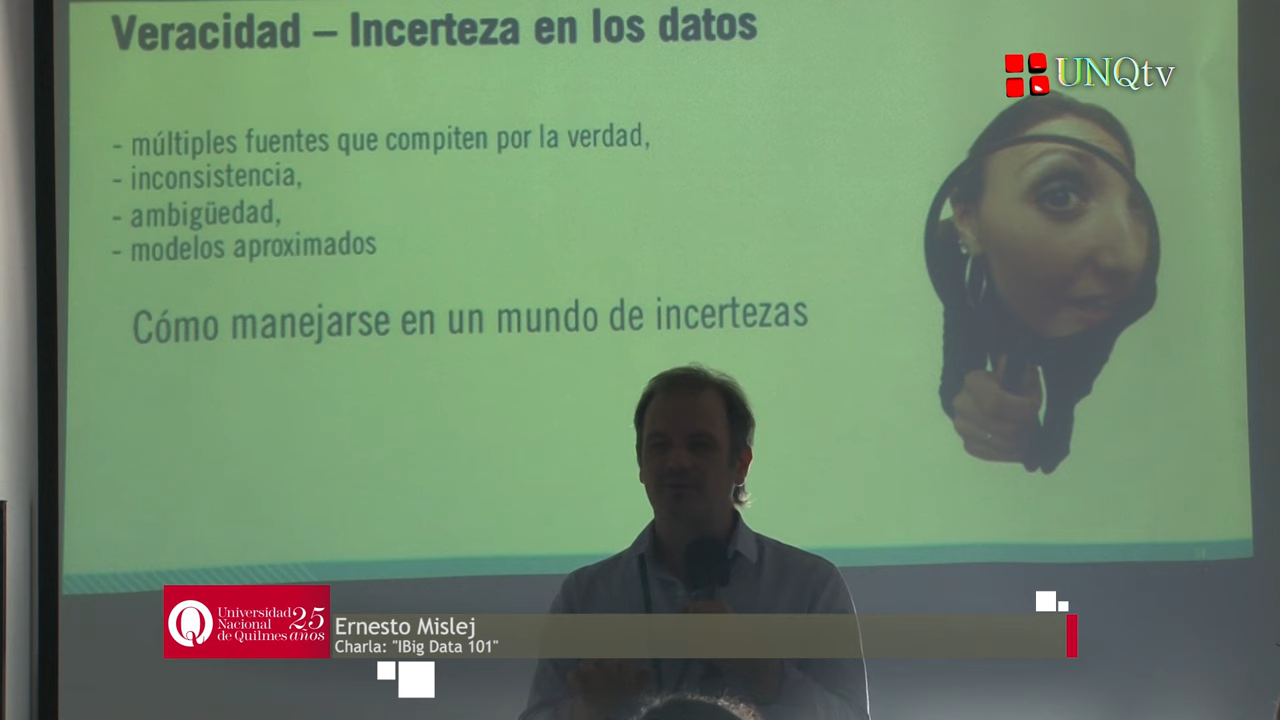 Veracidad – Incerteza en los datos
UNQtv
- múltiples fuentes que compiten por la verdad,
- inconsistencia,
- ambigüedad,
- modelos aproximados
Cómo manejarse en un mundo de incertezas
Universidad
Nacional
de Quilmes
25
años
Ernesto Mislej
Charla: "IBig Data 101"